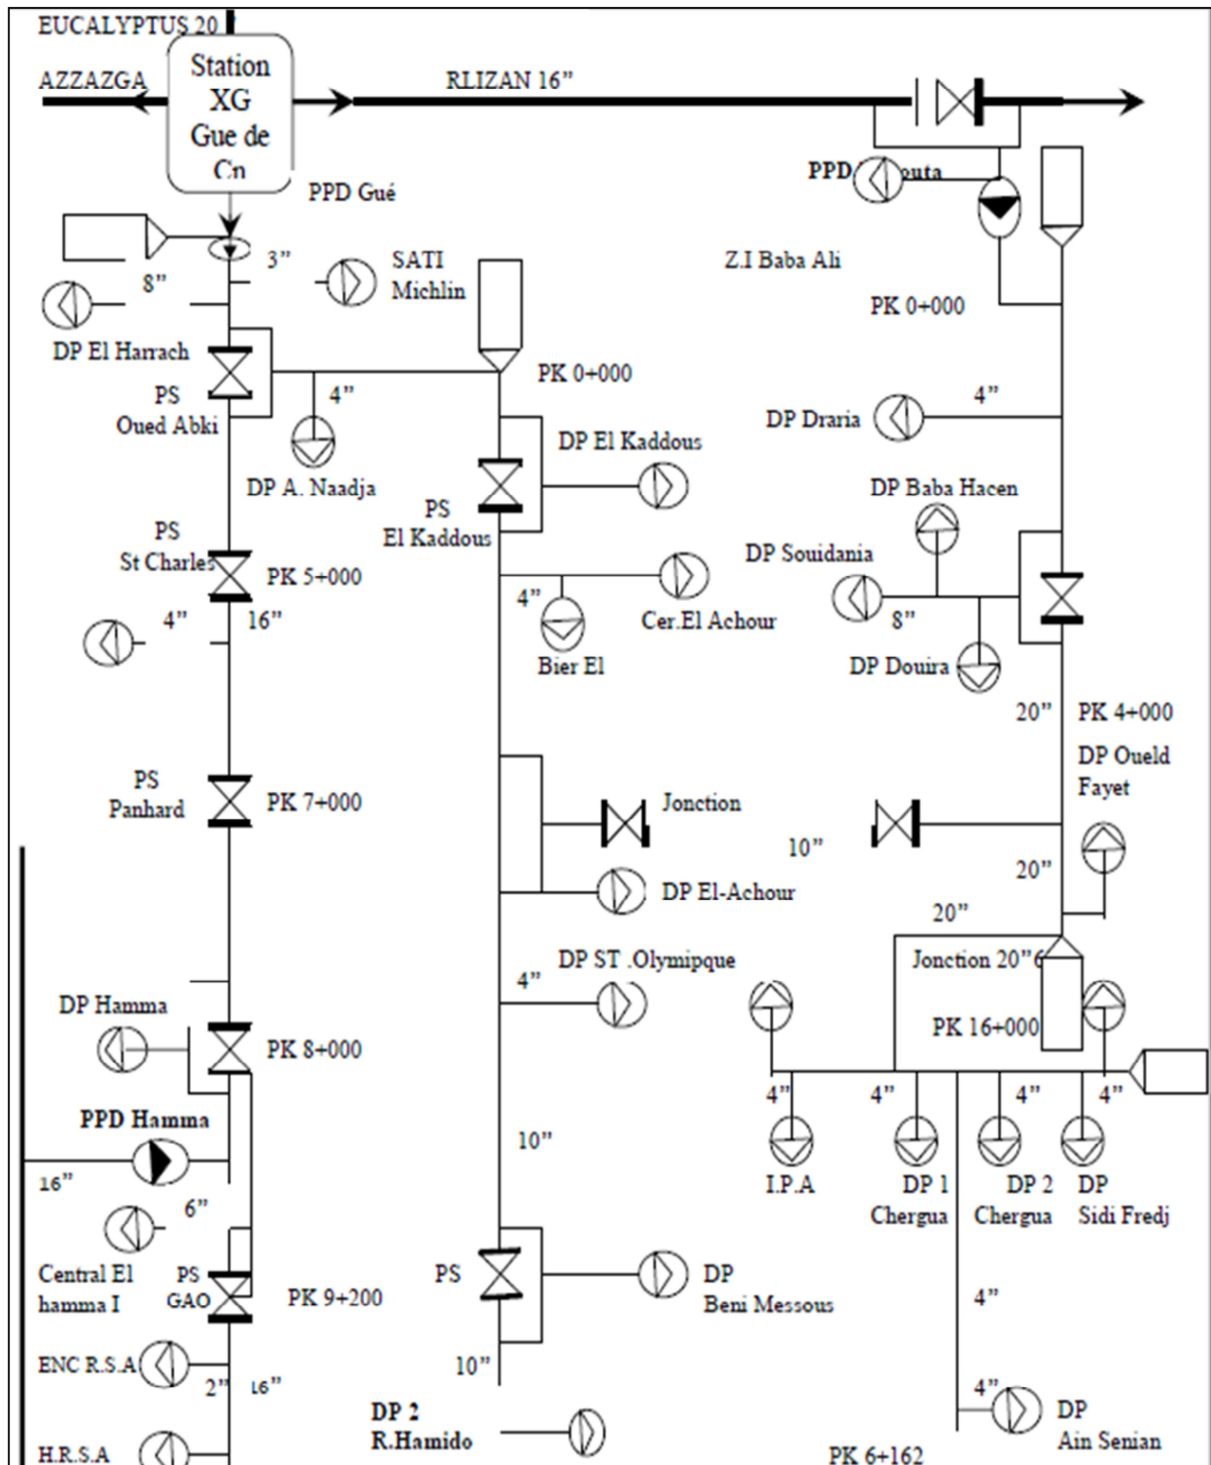 EUCALYPTUS 20
Station
XG
Gue de
AZZAZGA
RLIZAN 16”
PPD Gué
PPD
outa
3”
SATI
Michlin
8”
Z.I Baba Ali
PK 0+000
DP El Harrach
PK 0+000
PS
Oued Abki
4”
4”
DP Draria
DP El Kaddous
DP A. Naadja
DP Baba Hacen
PS
El Kaddous
PS
St Charles
DP Souidania
PK 5+000
4”
16”
4”
Cer.El Achour
8”
Bier El
DP Douira
20”
PK 4+000
DP Oueld
Fayet
PS
Panhard
PK 7+000
Jonction
10”
20”
DP El-Achour
20”
DP ST .Olymipque
Jonction 20”6
4”
DP Hamma
PK 16+000
PK 8+000
4”
4”
4”
4”
PPD Hamma
10”
16”
I.P.A
DP 1
Chergua
DP 2
Chergua
DP
Sidi Fredj
6”
Central El
hamma I
PS
GAO
PK 9+200
PS
DP
Beni Messous
4”
ENC R.S.A
2”
16”
10”
4”
DP 2
R.Hamido
DP
Ain Senian
H.R.S.A
PK 6+162